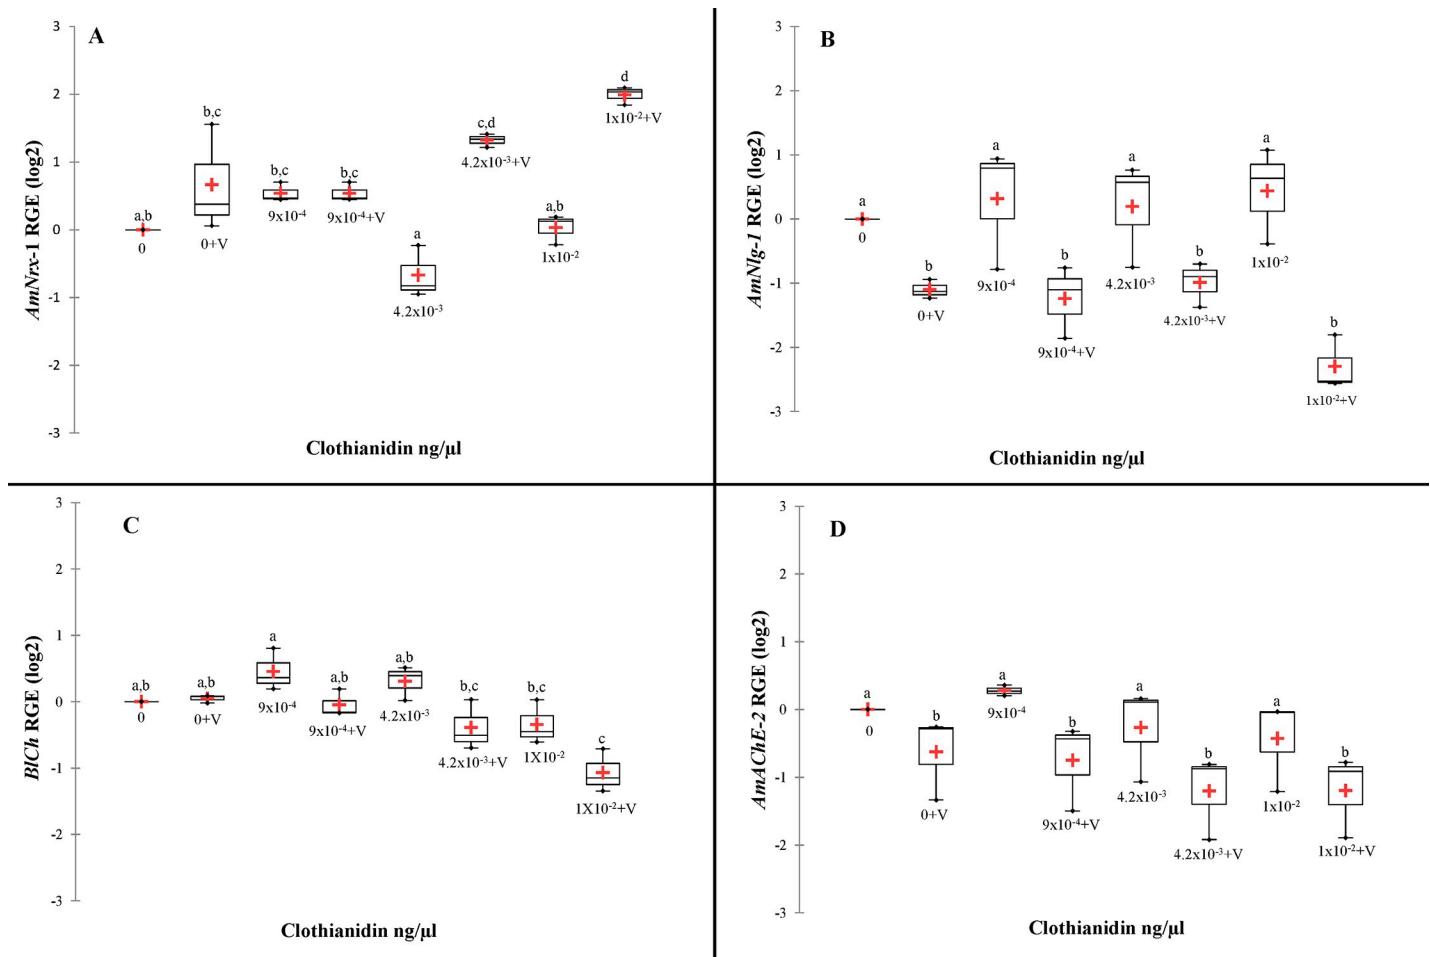 A
3
2
1
0
-1
-2
-3
AmNrx-1 RGE (log2)
a,b
0
b,c
0+V
b,c
9x10-4
b,c
9x10-4+V
a
4.2x10-3
c,d
4.2x10-3+V
a,b
1x10-2
d
1x10-2+V
Clothianidin ng/µl
B
3
2
1
0
-1
-2
-3
AmNlg-1 RGE (log2)
a
0
b
0+V
a
9x10-4
b
9x10-4+V
a
4.2x10-3
b
4.2x10-3+V
a
1x10-2
b
1x10-2+V
Clothianidin ng/µl
C
3
2
1
0
-1
-2
-3
BlCh RGE (log2)
a,b
0
a,b
0+V
a
9x10-4
a,b
9x10-4+V
a,b
4.2x10-3
b,c
4.2x10-3+V
b,c
1X10-2
c
1X10-2+V
Clothianidin ng/µl
D
3
2
1
0
-1
-2
-3
AmAChE-2 RGE (log2)
a
0
b
0+V
a
9x10-4
b
9x10-4+V
a
4.2x10-3
b
4.2x10-3+V
a
1x10-2
b
1x10-2+V
Clothianidin ng/µl